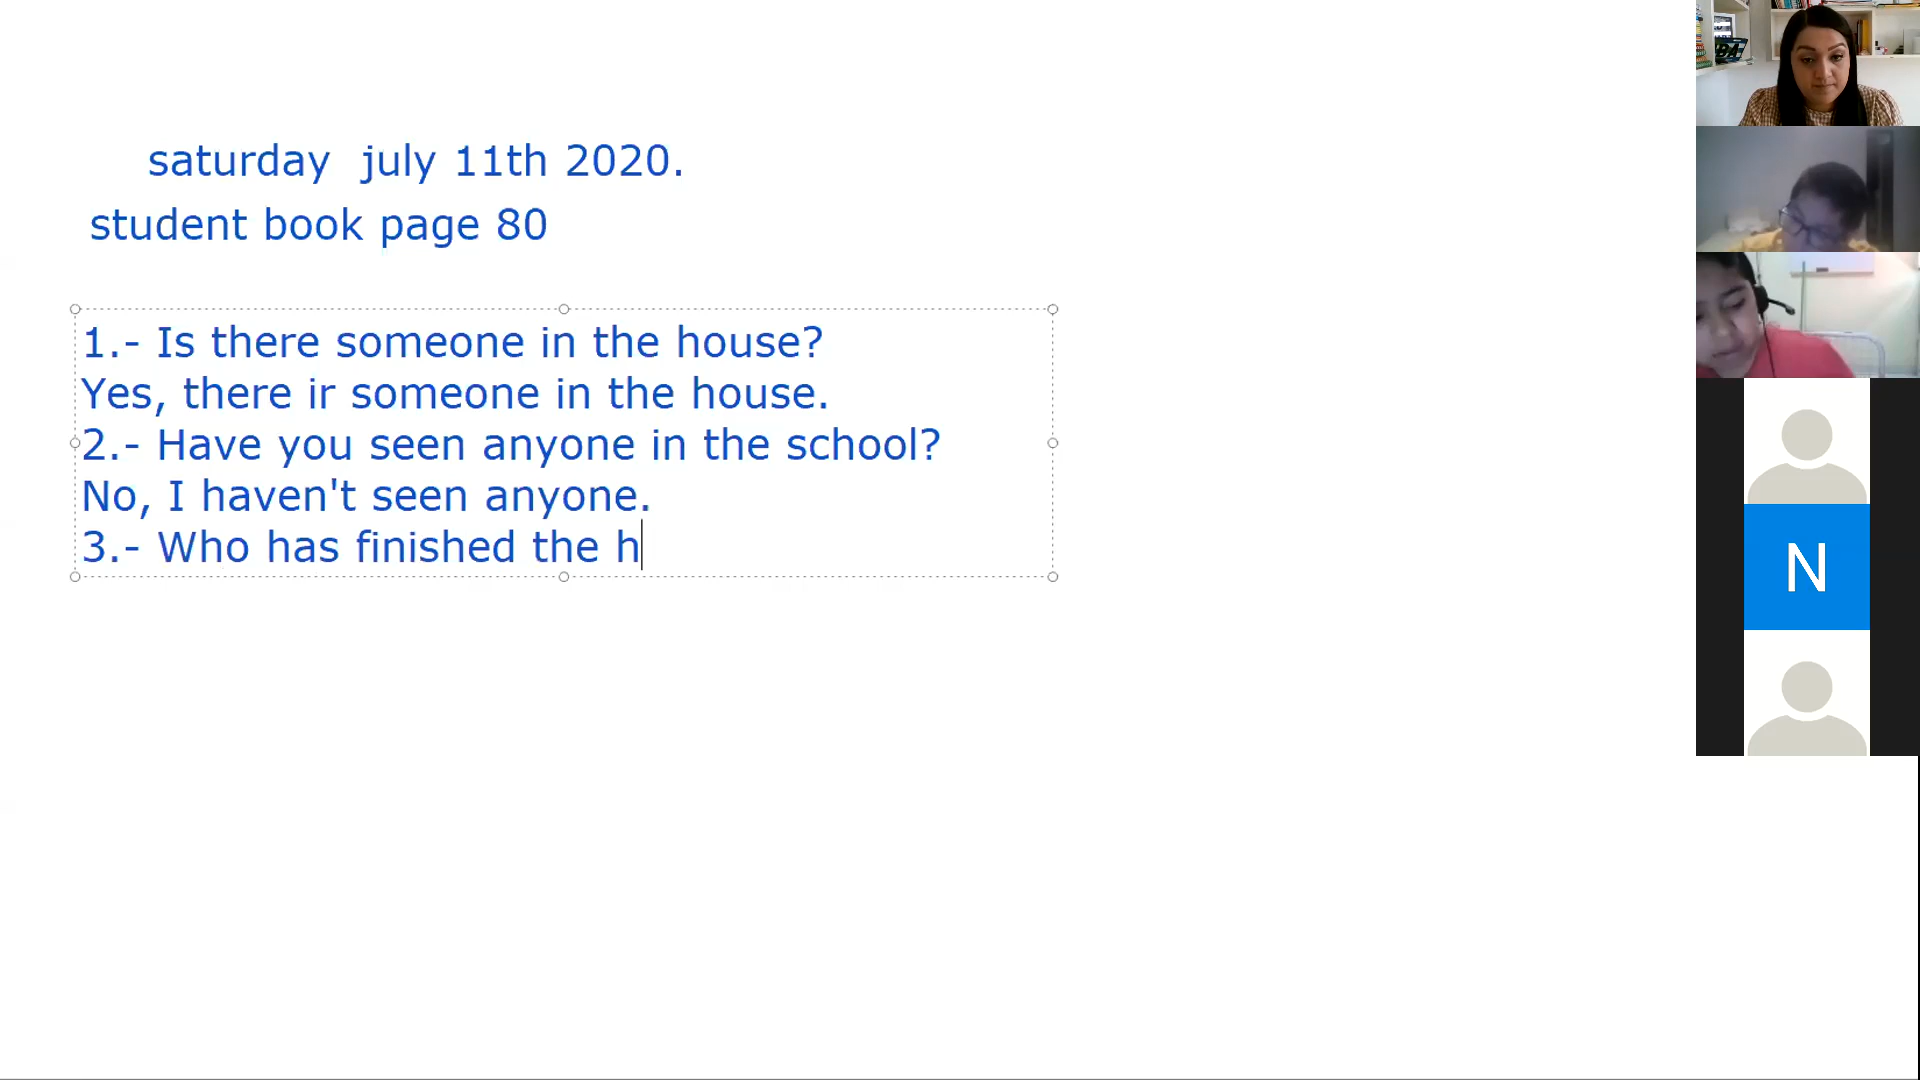 saturday july 11th 2020.
student book page 80
1.- Is there someone in the house?
Yes, there ir someone in the house.
2.- Have you seen anyone in the school?
No, I haven't seen anyone.
3.- Who has finished the h
N